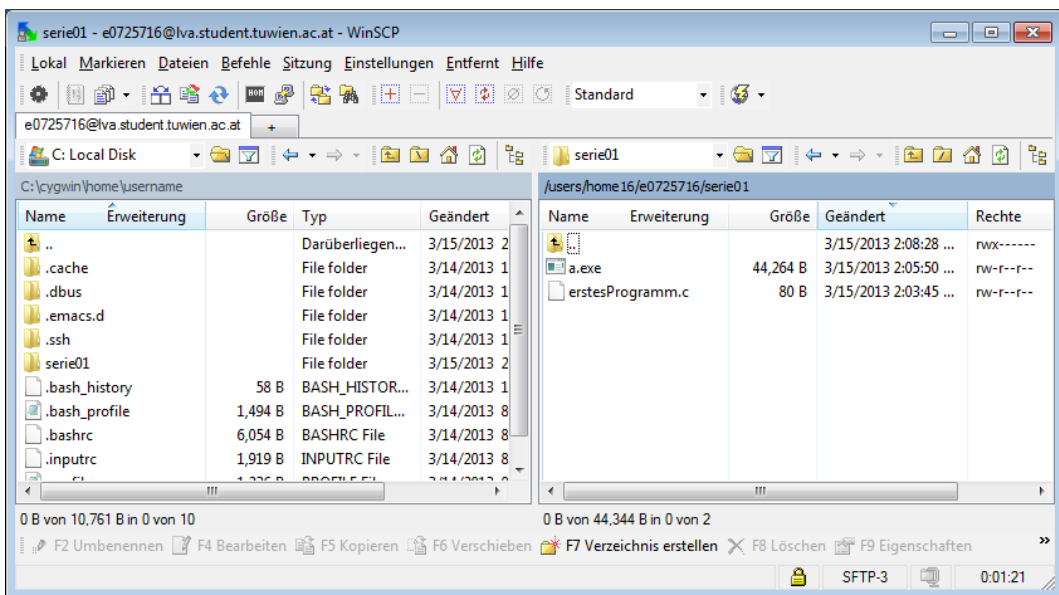 serie01 - e0725716@lva.student.tuwien.ac.at - WinSCP
Lokal Markieren Dateien Befehle Sitzung Einstellungen Entfernt Hilfe
Standard
e0725716@lva.student.tuwien.ac.at +
C: Local Disk serie01
C:\cygwin\home\username /users/home16/e0725716/serie01
Name Erweiterung Größe Typ Geändert Name Erweiterung Größe Geändert Rechte
.. Darüberliegen... 3/15/2013 2 .. 3/15/2013 2:08:28 ... rwx------
.cache File folder 3/14/2013 1 a.exe 44,264 B 3/15/2013 2:05:50 ... rw-r--r--
.dbus File folder 3/14/2013 1 erstesProgramm.c 80 B 3/15/2013 2:03:45 ... rw-r--r--
.emacs.d File folder 3/14/2013 1
.ssh File folder 3/14/2013 1
serie01 File folder 3/15/2013 2
.bash_history 58 B BASH_HISTOR... 3/14/2013 1
.bash_profile 1,494 B BASH_PROFIL... 3/14/2013 8
.bashrc 6,054 B BASHRC File 3/14/2013 8
.inputrc 1,919 B INPUTRC File 3/14/2013 8
0 B von 10,761 B in 0 von 10 0 B von 44,344 B in 0 von 2
F2 Umbenennen F4 Bearbeiten F5 Kopieren F6 Verschieben F7 Verzeichnis erstellen F8 Löschen F9 Eigenschaften »
SFTP-3 0:01:21